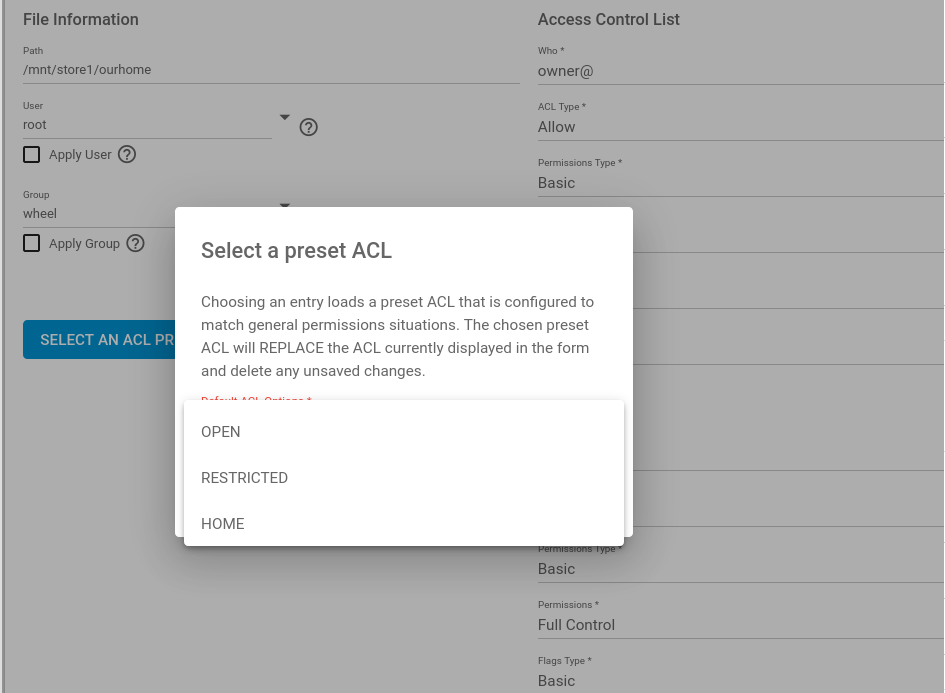 File Information
Path
/mnt/store1/ourhome
User
root
Apply User
Group
wheel
Apply Group
SELECT AN ACL PR
Access Control List
Who *
owner@
ACL Type *
Allow
Permissions Type *
Basic
Select a preset ACL
Choosing an entry loads a preset ACL that is configured to
match general permissions situations. The chosen preset
ACL will REPLACE the ACL currently displayed in the form
and delete any unsaved changes.
Default ACL Options *
OPEN
RESTRICTED
HOME
Permissions Type *
Basic
Permissions *
Full Control
Flags Type *
Basic